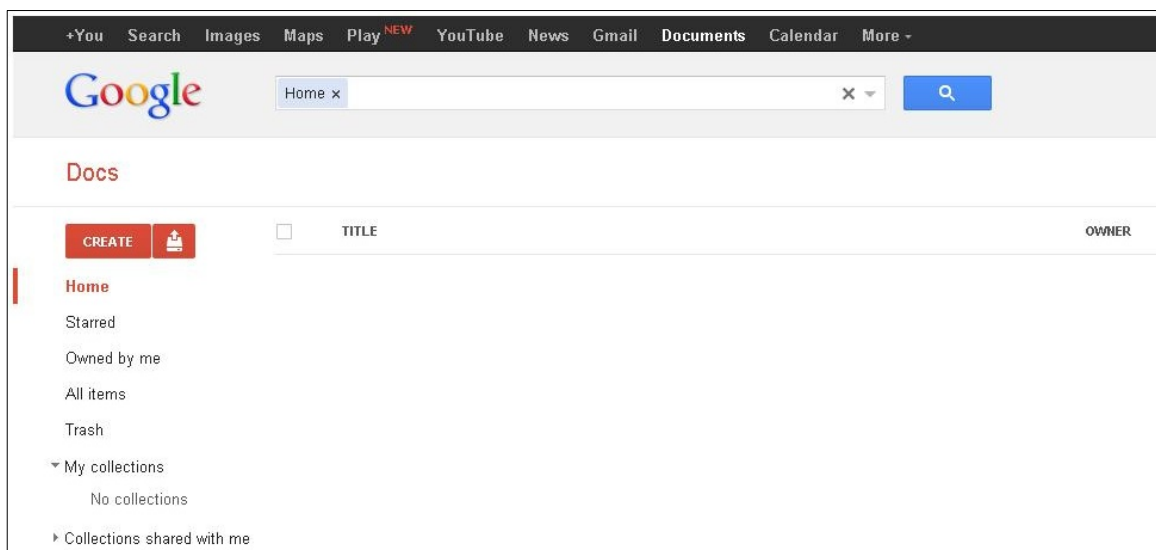 +You Search Images Maps Play NEW YouTube News Gmail Documents Calendar More
Google Home x
Docs
CREATE TITLE OWNER
Home
Starred
Owned by me
All items
Trash
My collections
No collections
Collections shared with me